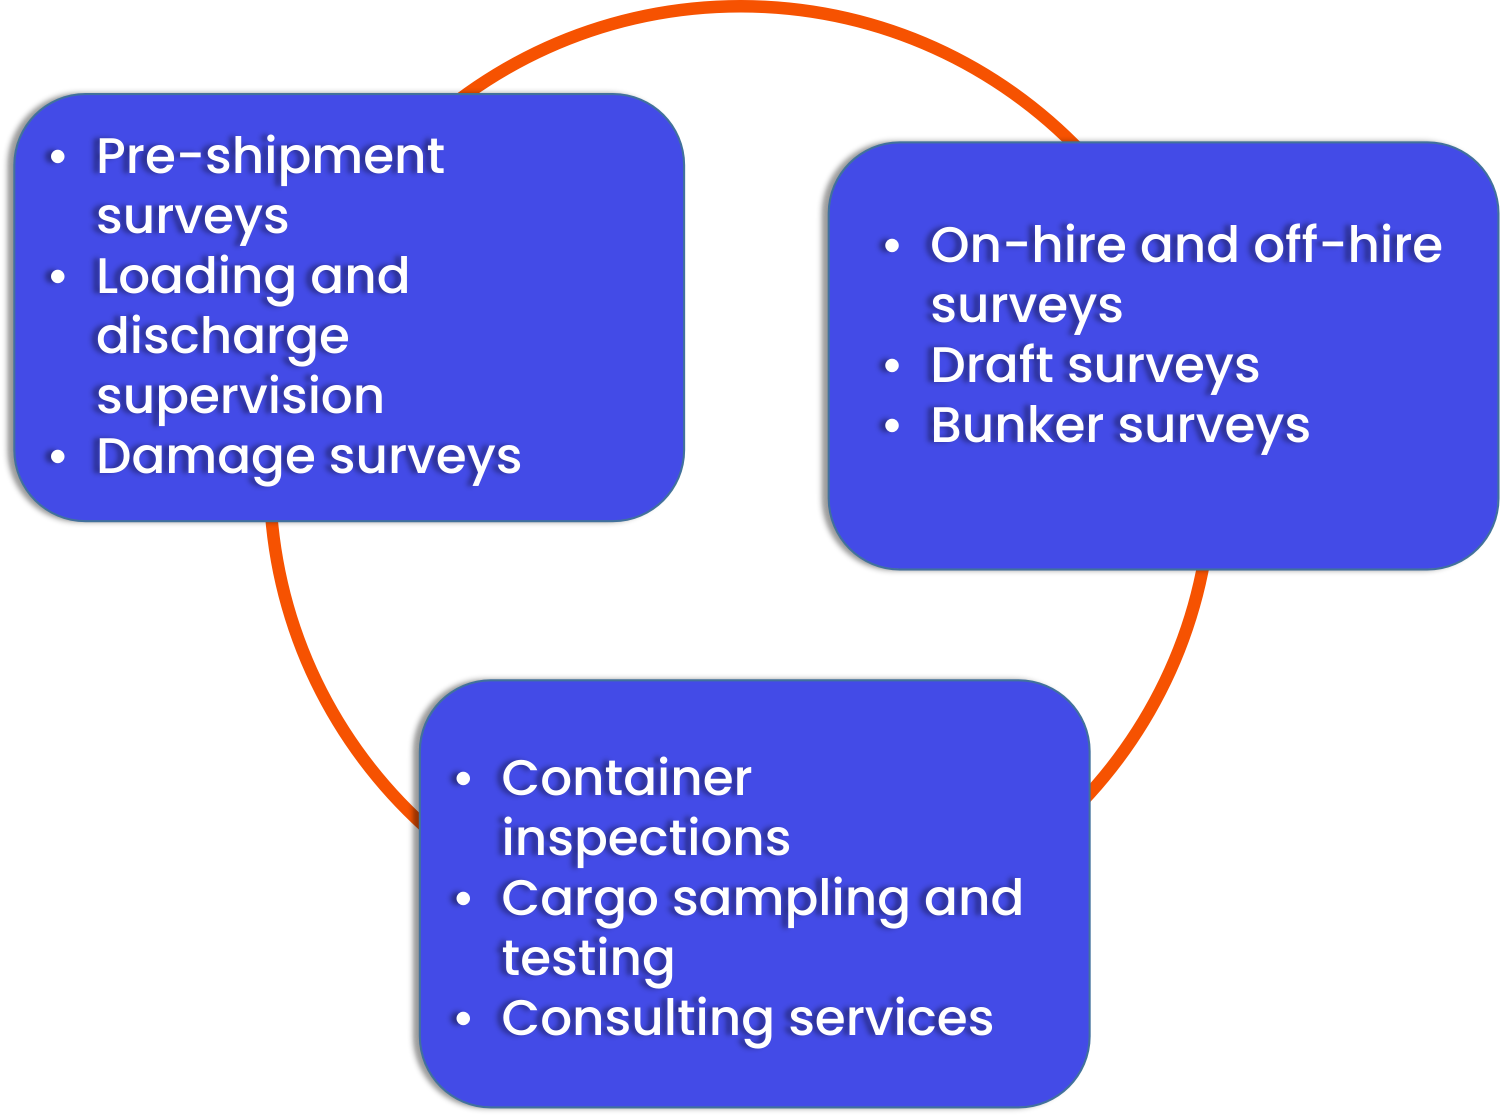 • Pre-shipment
surveys
• Loading and
discharge
supervision
• Damage surveys
• On-hire and off-hire
surveys
• Draft surveys
• Bunker surveys
• Container
inspections
• Cargo sampling and
testing
• Consulting services